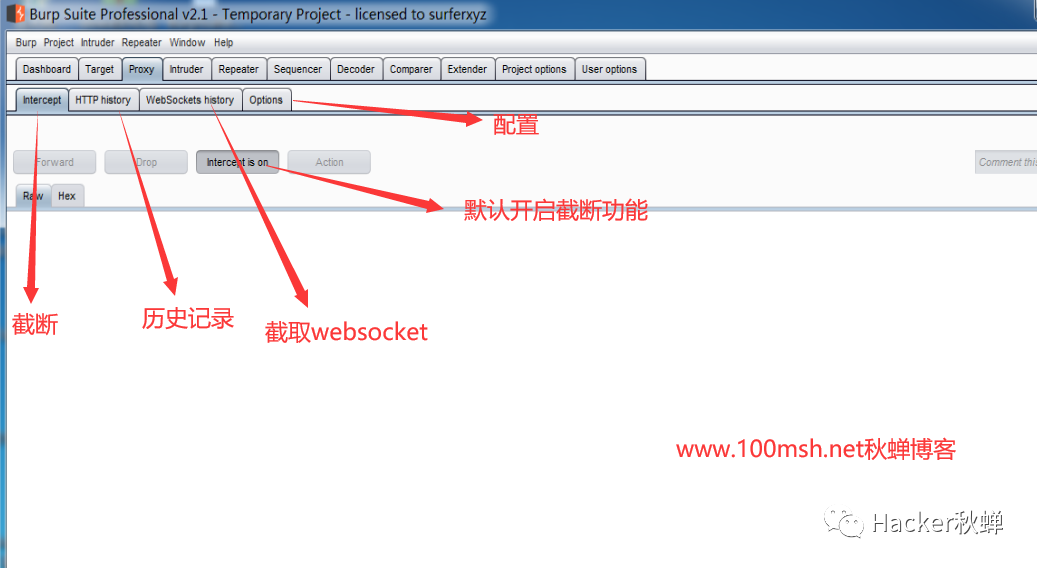 Burp Suite Professional v2.1 - Temporary Project - licensed to surferxyz
Burp Project Intruder Repeater Window Help
Dashboard Target Proxy Intruder Repeater Sequencer Decoder Comparer Extender Project options User options
Intercept HTTP history WebSockets history Options
配置
Forward Drop Intercept is on Action Comment this
Raw Hex
默认开启截断功能
截断
历史记录
截取websocket
www.100msh.net秋蝉博客
Hacker秋蝉